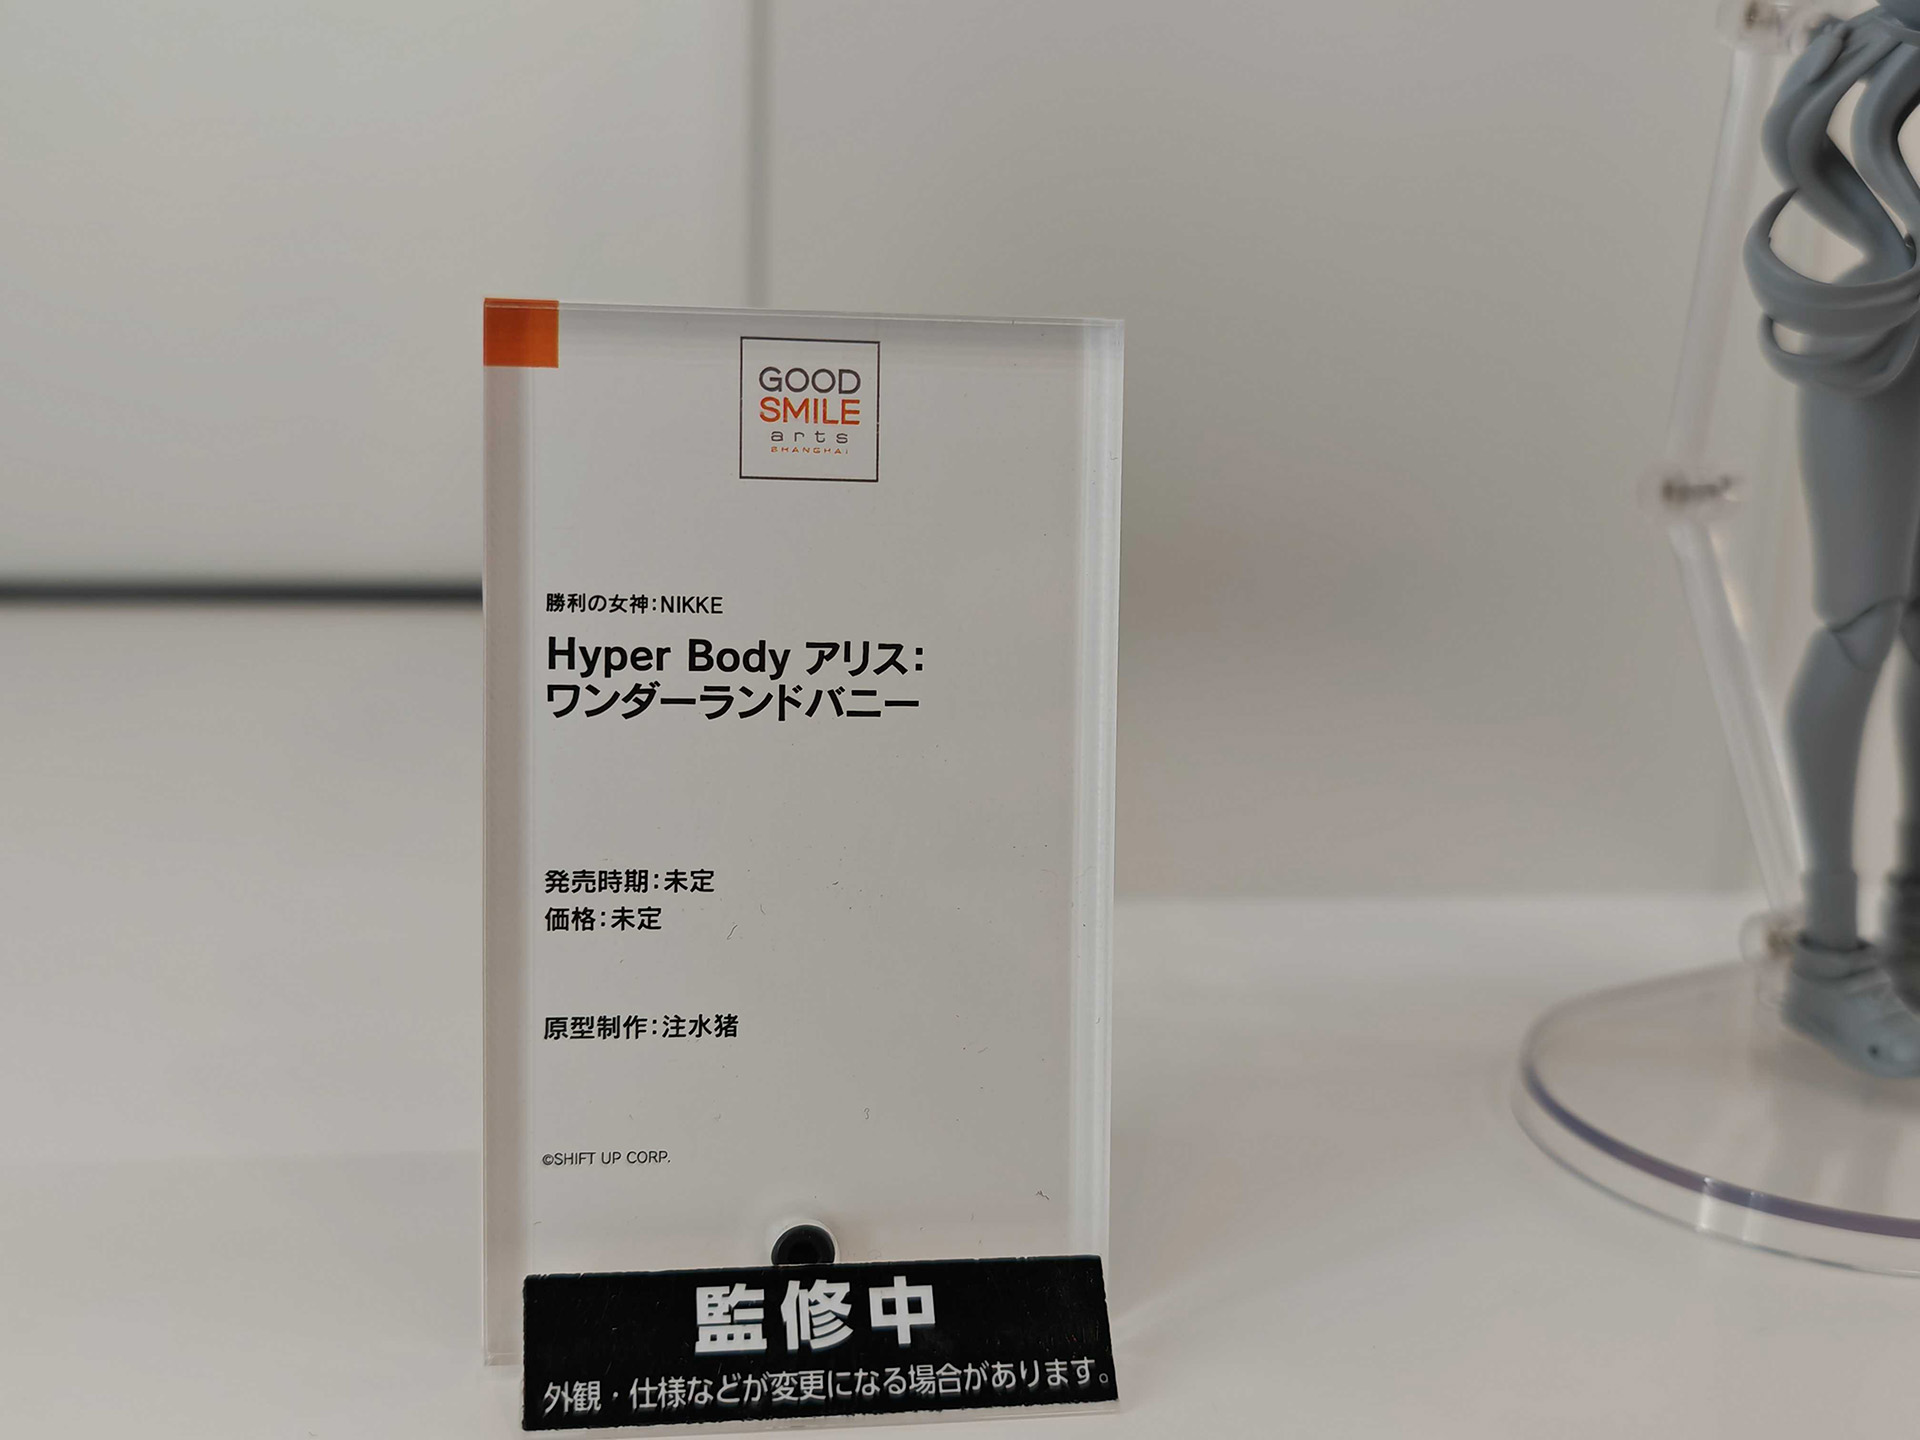 GOOD
SMILE
arts
SHANGHAI
勝利の女神：NIKKE
Hyper Body アリス：
ワンダーランドバニー
発売時期：未定
価格：未定
原型制作：注水猪
©SHIFT UP CORP.
監修中
外観・仕様などが変更になる場合があります。